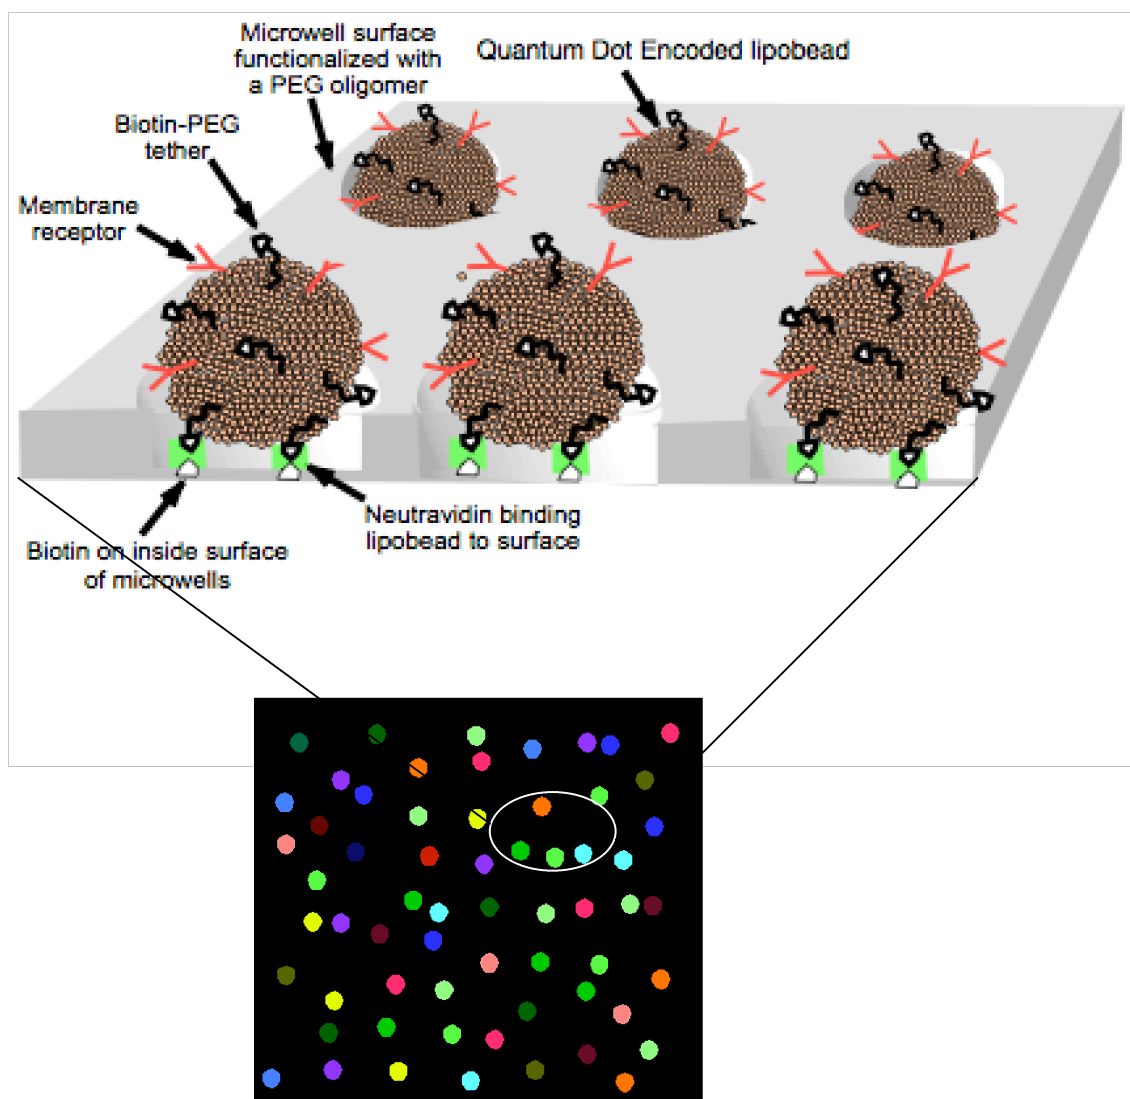 Microwell surface
functionalized with
a PEG oligomer
Quantum Dot Encoded lipobead
Biotin-PEG
tether
Membrane
receptor
Neutravidin binding
lipobead to surface
Biotin on inside surface
of microwells